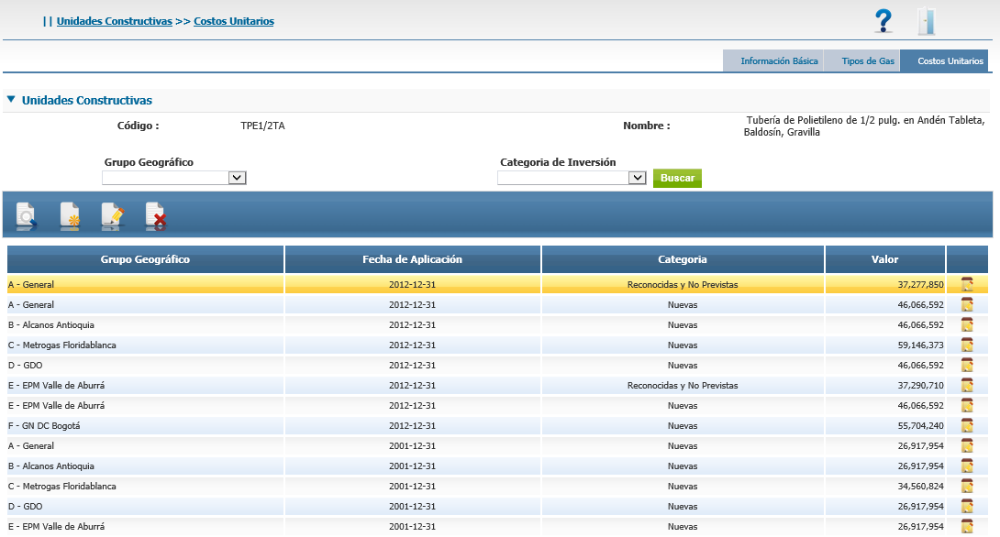 || Unidades Constructivas >> Costos Unitarios
?
Información Básica Tipos de Gas Costos Unitarios
Unidades Constructivas
Código : TPE1/2TA Nombre : Tubería de Polietileno de 1/2 pulg. en Andén Tableta,
Baldosín, Gravilla
Grupo Geográfico Categoria de Inversión
Buscar
Grupo Geográfico Fecha de Aplicación Categoria Valor
A - General 2012-12-31 Reconocidas y No Previstas 37,277,850
A - General 2012-12-31 Nuevas 46,066,592
B - Alcanos Antioquia 2012-12-31 Nuevas 46,066,592
C - Metrogas Floridablanca 2012-12-31 Nuevas 59,146,373
D - GDO 2012-12-31 Nuevas 46,066,592
E - EPM Valle de Aburrá 2012-12-31 Reconocidas y No Previstas 37,290,710
E - EPM Valle de Aburrá 2012-12-31 Nuevas 46,066,592
F - GN DC Bogotá 2012-12-31 Nuevas 55,704,240
A - General 2001-12-31 Nuevas 26,917,954
B - Alcanos Antioquia 2001-12-31 Nuevas 26,917,954
C - Metrogas Floridablanca 2001-12-31 Nuevas 34,560,824
D - GDO 2001-12-31 Nuevas 26,917,954
E - EPM Valle de Aburrá 2001-12-31 Nuevas 26,917,954